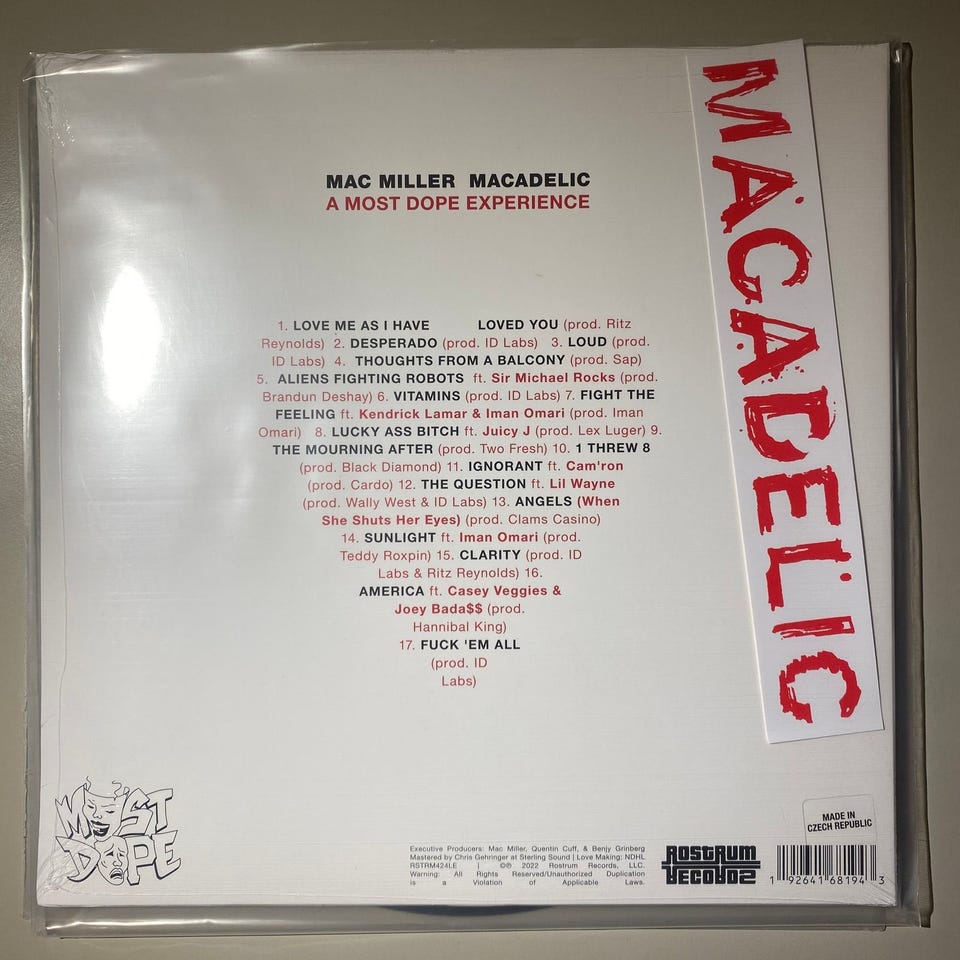 MAC MILLER MACADELIC
A MOST DOPE EXPERIENCE
1. LOVE ME AS I HAVE LOVED YOU (prod. Ritz
Reynolds) 2. DESPERADO (prod. ID Labs) 3. LOUD (prod.
ID Labs) 4. THOUGHTS FROM A BALCONY (prod. Sap)
5. ALIENS FIGHTING ROBOTS ft. Sir Michael Rocks (prod.
Brandun Deshay) 6. VITAMINS (prod. ID Labs) 7. FIGHT THE
FEELING ft. Kendrick Lamar & Iman Omari (prod. Iman
Omari) 8. LUCKY ASS BITCH ft. Juicy J (prod. Lex Luger) 9.
THE MOURNING AFTER (prod. Two Fresh) 10. 1 THREW 8
(prod. Black Diamond) 11. IGNORANT ft. Cam'ron
(prod. Cardo) 12. THE QUESTION ft. Lil Wayne
(prod. Wally West & ID Labs) 13. ANGELS (When
She Shuts Her Eyes) (prod. Clams Casino)
14. SUNLIGHT ft. Iman Omari (prod.
Teddy Roxpin) 15. CLARITY (prod. ID
Labs & Ritz Reynolds) 16.
AMERICA ft. Casey Veggies &
Joey Bada$$ (prod.
Hannibal King)
17. FUCK 'EM ALL
(prod. ID
Labs)
MACADELIC
MOST
DOPE
Executive Producers: Mac Miller, Quentin Cuff, & Benjy Grinberg
Mastered by Chris Gehringer at Sterling Sound | Love Making: NDHL
RSTRM424LE | ©℗ 2022 Rostrum Records, LLC.
Warning: All Rights Reserved/Unauthorized Duplication
is a Violation of Applicable Laws.
ROSTRUM
RECORDS
MADE IN
CZECH REPUBLIC
1 92641 68194 3